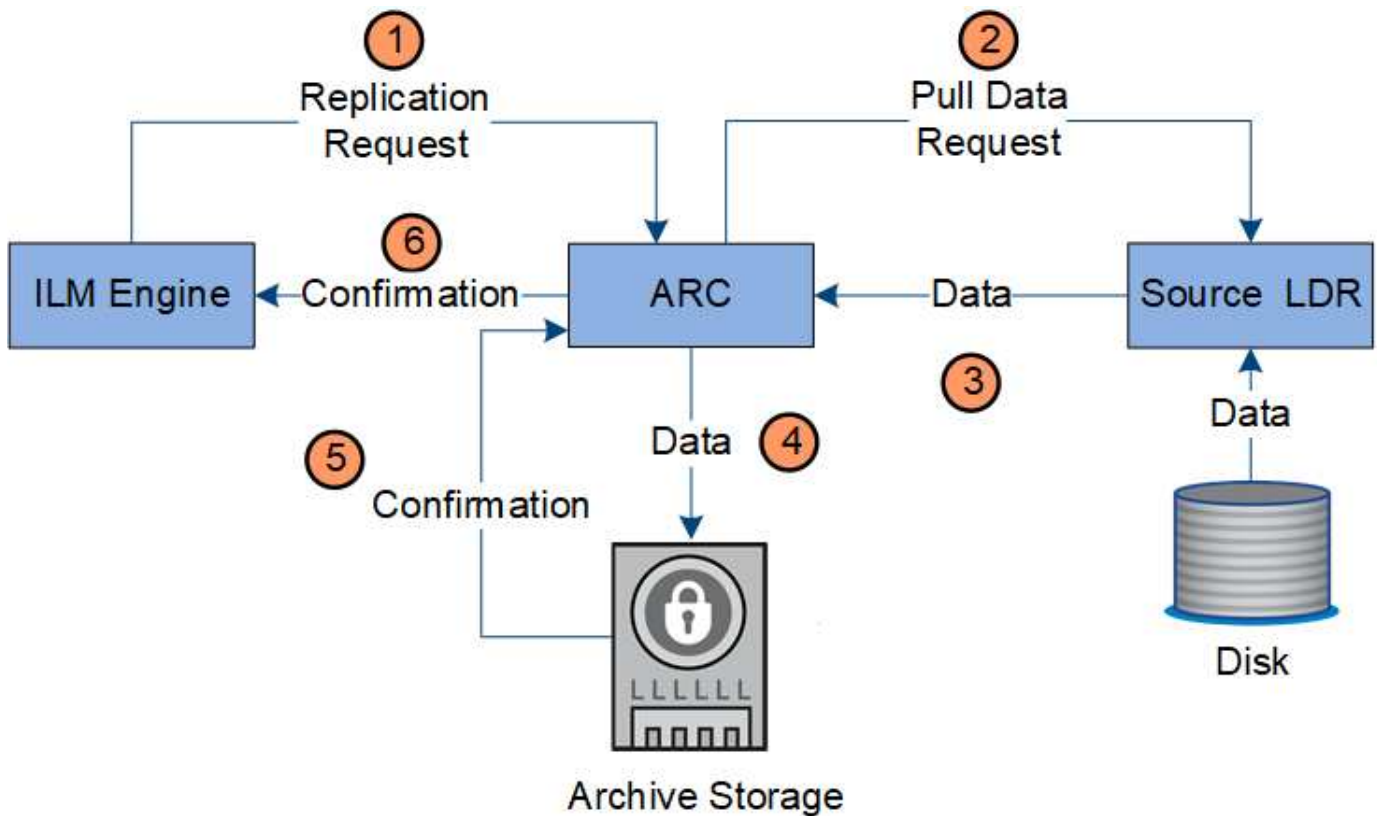 1
Replication
Request
2
Pull Data
Request
6
ILM Engine
Confirmation
ARC
Data
Source LDR
3
Data
4
Data
5
Confirmation
L L L L L L
Disk
Archive Storage